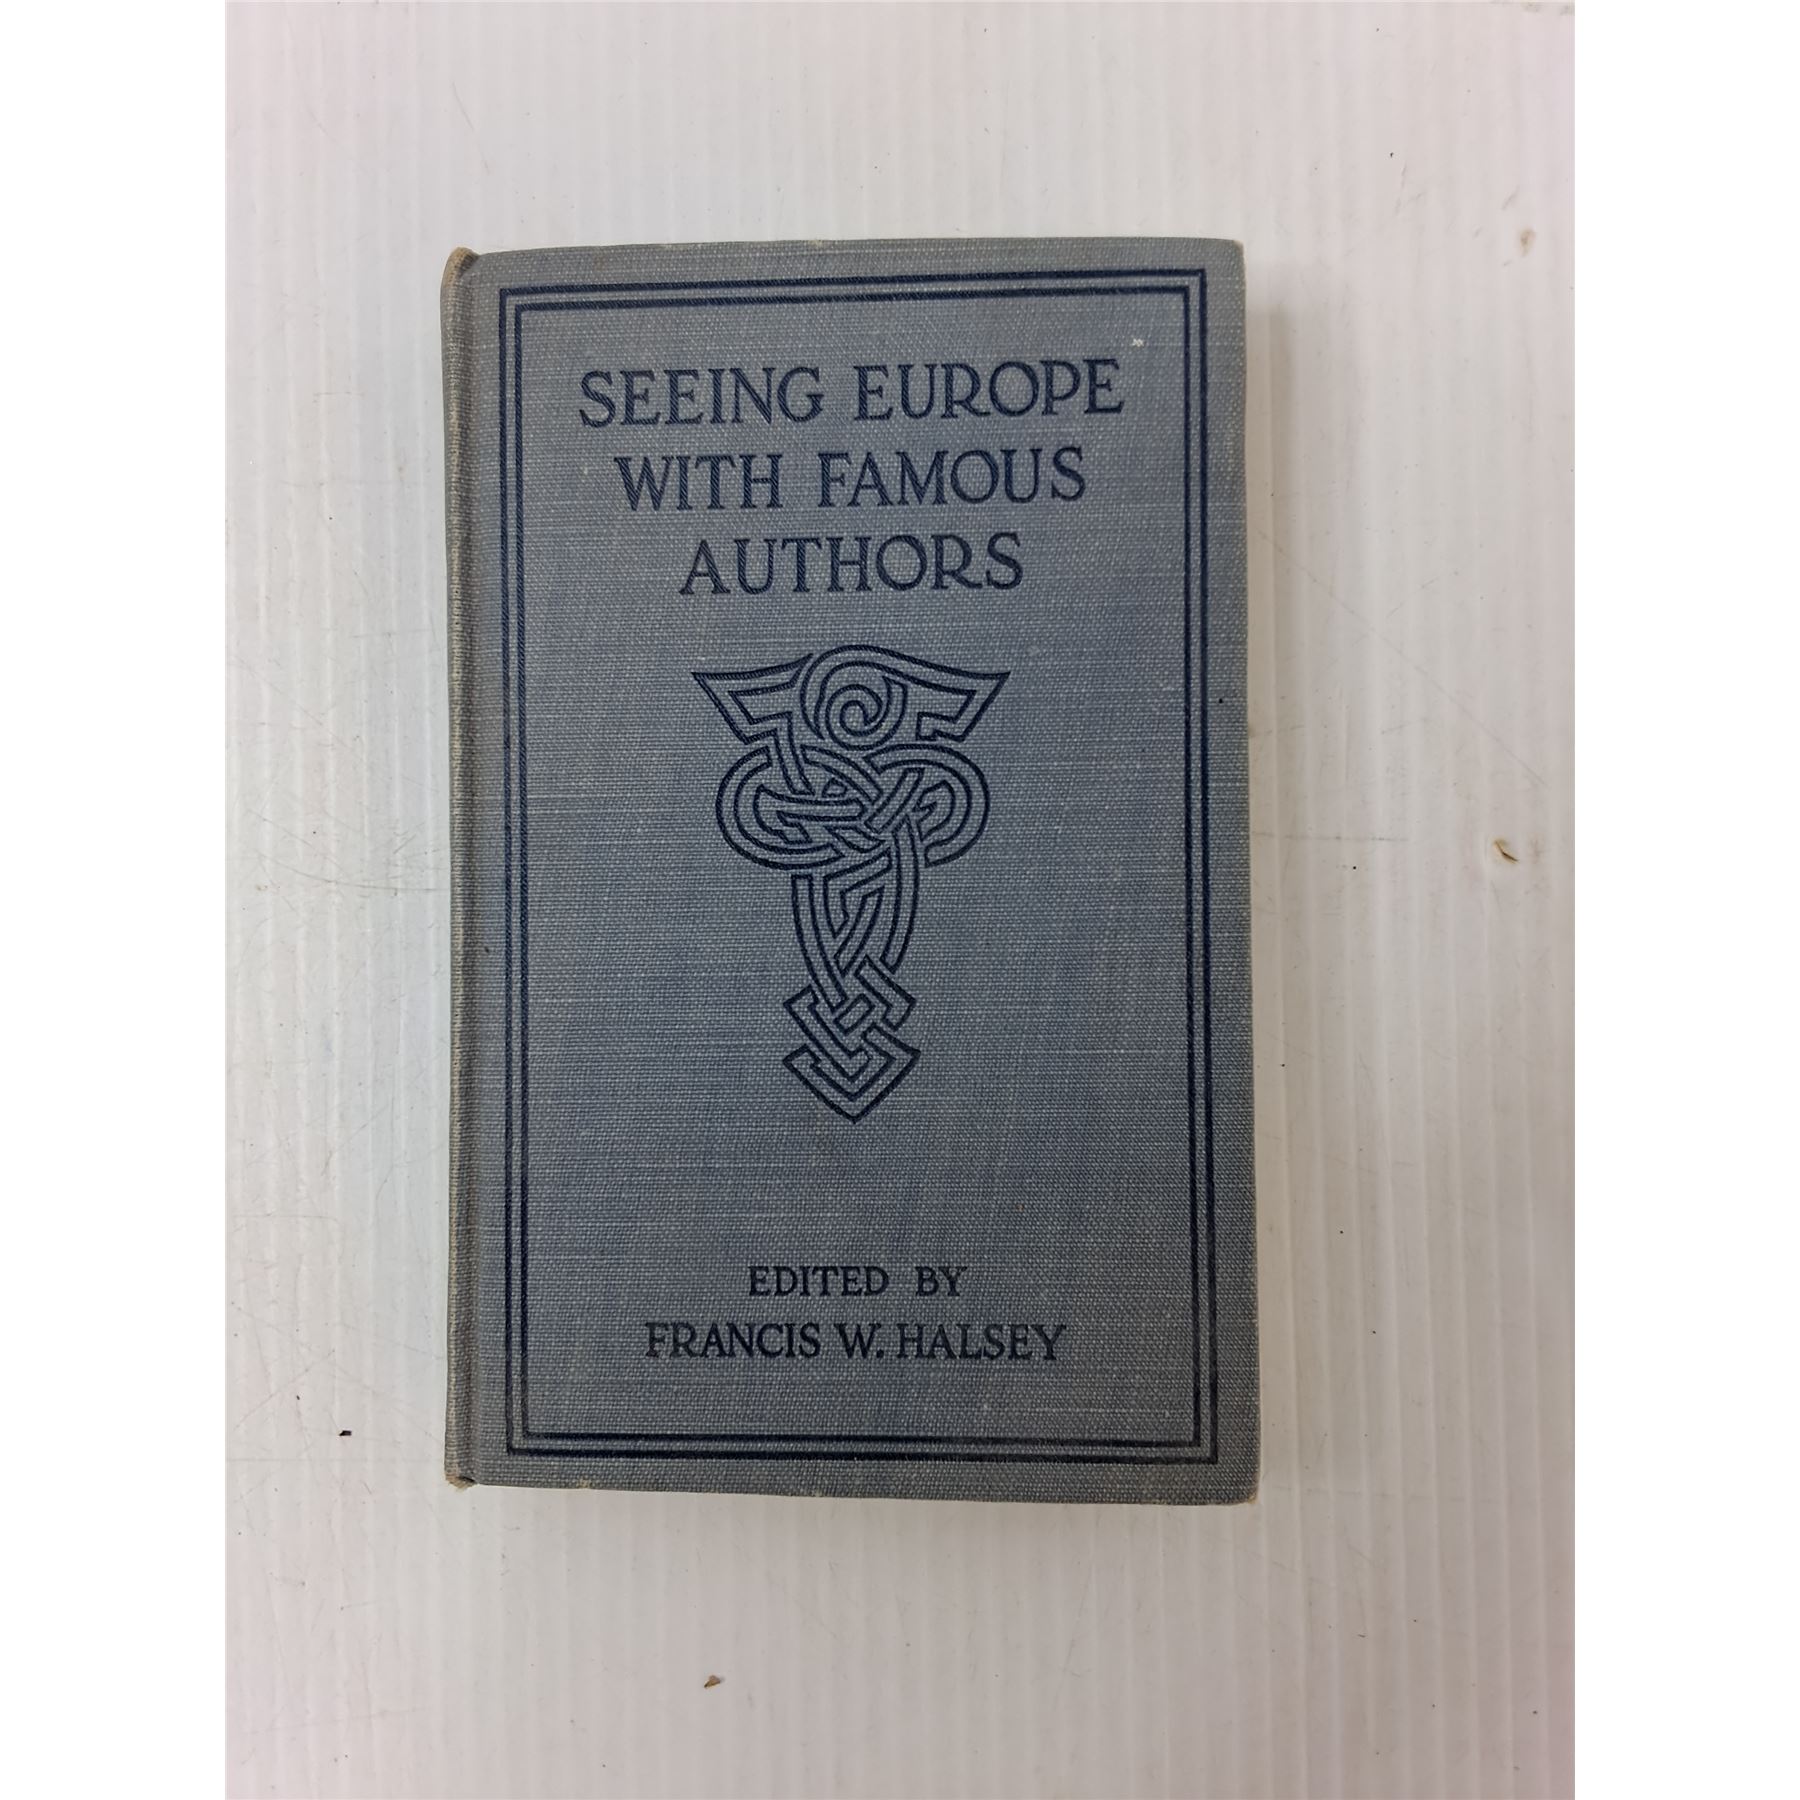 SEEING EUROPE
WITH FAMOUS
AUTHORS
EDITED BY
FRANCIS W. HALSEY